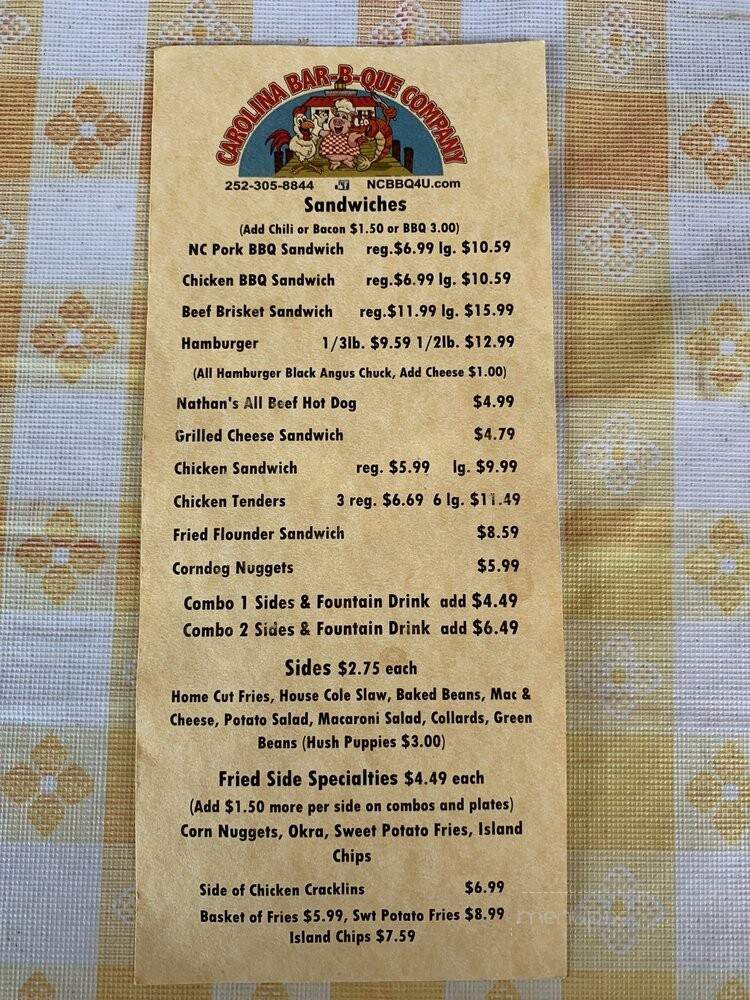 CAROLINA BAR-B-QUE COMPANY
252-305-8844 NCBBQ4U.com
Sandwiches
(Add Chili or Bacon $1.50 or BBQ 3.00)
NC Pork BBQ Sandwich reg.$6.99 lg. $10.59
Chicken BBQ Sandwich reg.$6.99 lg. $10.59
Beef Brisket Sandwich reg.$11.99 lg. $15.99
Hamburger 1/3lb. $9.59 1/2lb. $12.99
(All Hamburger Black Angus Chuck, Add Cheese $1.00)
Nathan's All Beef Hot Dog $4.99
Grilled Cheese Sandwich $4.79
Chicken Sandwich reg. $5.99 lg. $9.99
Chicken Tenders 3 reg. $6.69 6 lg. $11.49
Fried Flounder Sandwich $8.59
Corndog Nuggets $5.99
Combo 1 Sides & Fountain Drink add $4.49
Combo 2 Sides & Fountain Drink add $6.49
Sides $2.75 each
Home Cut Fries, House Cole Slaw, Baked Beans, Mac &
Cheese, Potato Salad, Macaroni Salad, Collards, Green
Beans (Hush Puppies $3.00)
Fried Side Specialties $4.49 each
(Add $1.50 more per side on combos and plates)
Corn Nuggets, Okra, Sweet Potato Fries, Island
Chips
Side of Chicken Cracklins $6.99
Basket of Fries $5.99, Swt Potato Fries $8.99
Island Chips $7.59